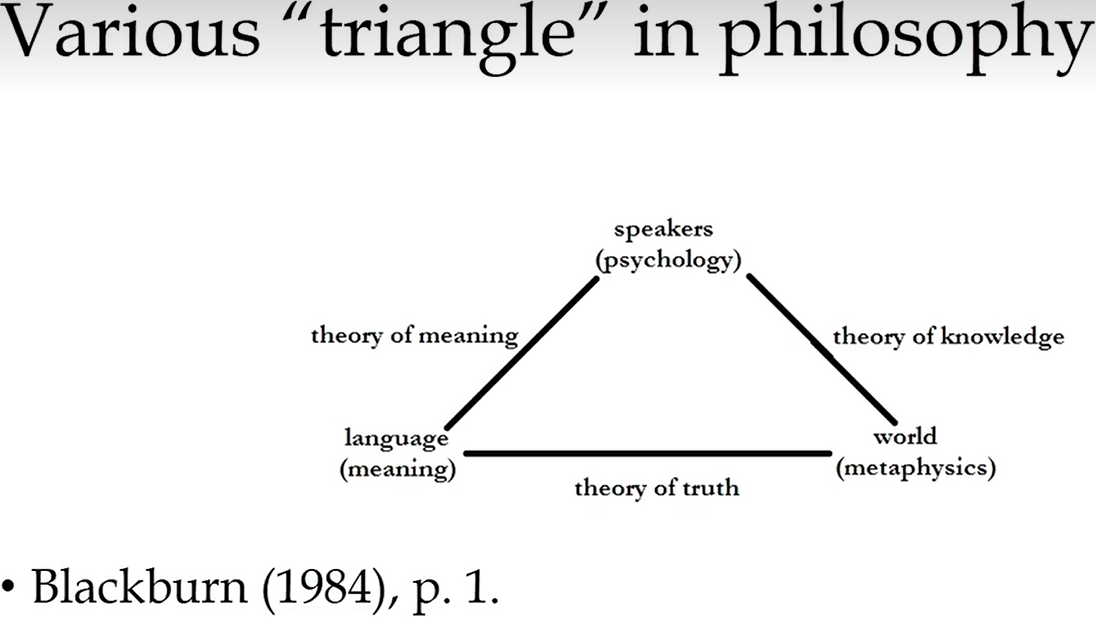 Various “triangle” in philosophy
speakers
(psychology)
theory of meaning
theory of knowledge
language
(meaning)
world
(metaphysics)
theory of truth
• Blackburn (1984), p. 1.